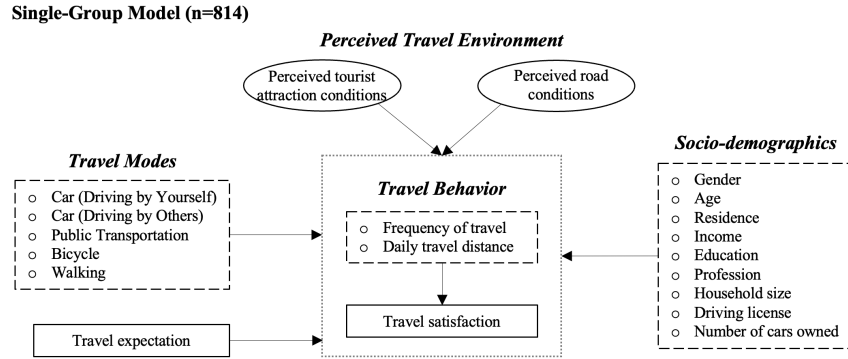 Single-Group Model (n=814)
Perceived Travel Environment
Perceived tourist
attraction conditions
Perceived road
conditions
Travel Modes
Car (Driving by Yourself)
Car (Driving by Others)
Public Transportation
Bicycle
Walking
Travel expectation
Travel Behavior
Frequency of travel
Daily travel distance
Travel satisfaction
Socio-demographics
Gender
Age
Residence
Income
Education
Profession
Household size
Driving license
Number of cars owned